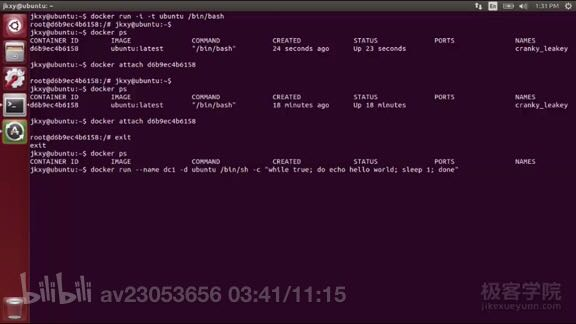 jkxy@ubuntu: ~
En
1:31 PM
jkxy@ubuntu:~$ docker run -i -t ubuntu /bin/bash
root@d6b9ec4b6158:/# jkxy@ubuntu:~$
jkxy@ubuntu:~$ docker ps
CONTAINER ID IMAGE COMMAND CREATED STATUS PORTS NAMES
d6b9ec4b6158 ubuntu:latest "/bin/bash" 24 seconds ago Up 23 seconds cranky_leakey
jkxy@ubuntu:~$ docker attach d6b9ec4b6158
root@d6b9ec4b6158:/# jkxy@ubuntu:~$
jkxy@ubuntu:~$ docker ps
CONTAINER ID IMAGE COMMAND CREATED STATUS PORTS NAMES
d6b9ec4b6158 ubuntu:latest "/bin/bash" 18 minutes ago Up 18 minutes cranky_leakey
jkxy@ubuntu:~$ docker attach d6b9ec4b6158
root@d6b9ec4b6158:/# exit
exit
jkxy@ubuntu:~$ docker ps
CONTAINER ID IMAGE COMMAND CREATED STATUS PORTS NAMES
jkxy@ubuntu:~$ docker run --name dc1 -d ubuntu /bin/sh -c "while true; do echo hello world; sleep 1; done"
bilibili av23053656 03:41/11:15
极客学院
jikexueyuan.com